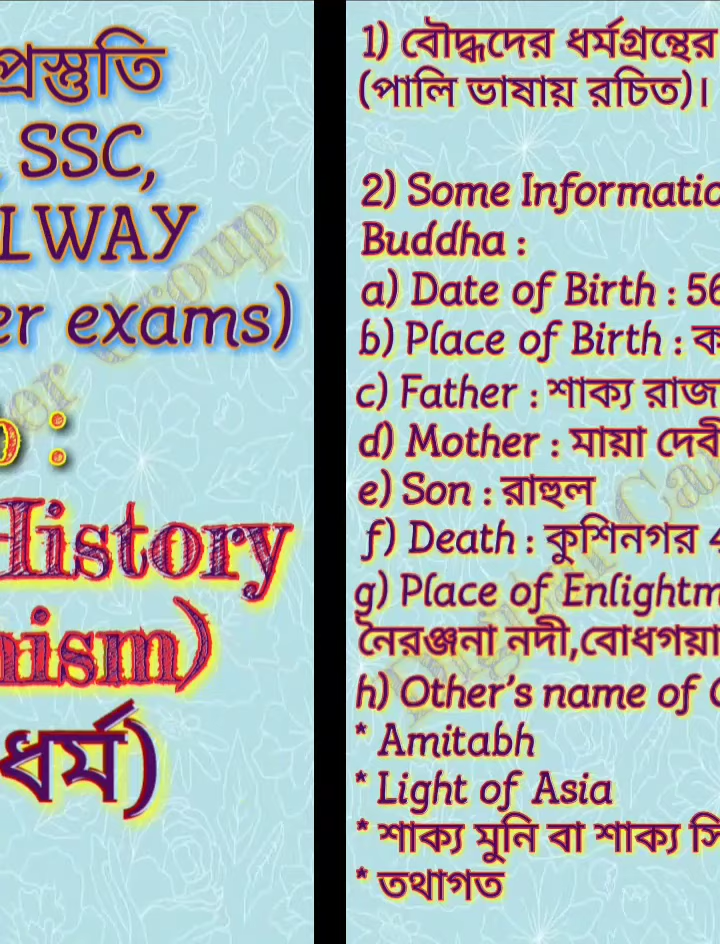 প্রস্তুতি
, SSC,
LWAY
er exams)
:
History
nism)
ধর্ম)
1) বৌদ্ধদের ধর্মগ্রন্থের
(পালি ভাষায় রচিত)।
2) Some Informatio
Buddha :
a) Date of Birth : 56
b) Place of Birth : ক
c) Father : শাক্য রাজ
d) Mother : মায়া দেবী
e) Son : রাহুল
f) Death : কুশিনগর 4
g) Place of Enlightm
নৈরঞ্জনা নদী,বোধগয়া
h) Other's name of G
* Amitabh
* Light of Asia
* শাক্য মুনি বা শাক্য সি
* তথাগত